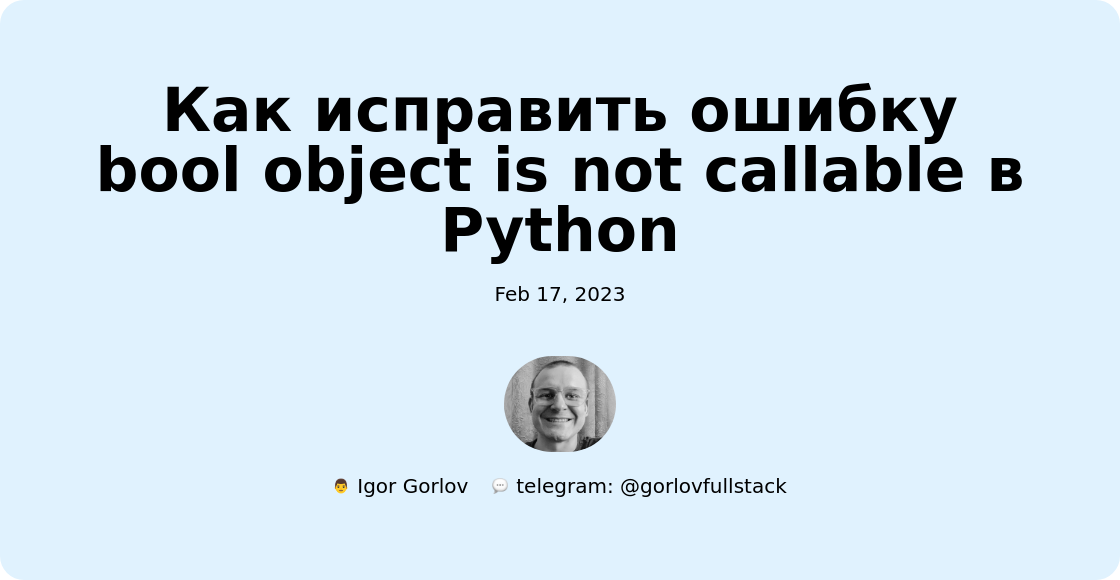 Как исправить ошибку
bool object is not callable в
Python
Feb 17, 2023
👨 Igor Gorlov 💬 telegram: @gorlovfullstack